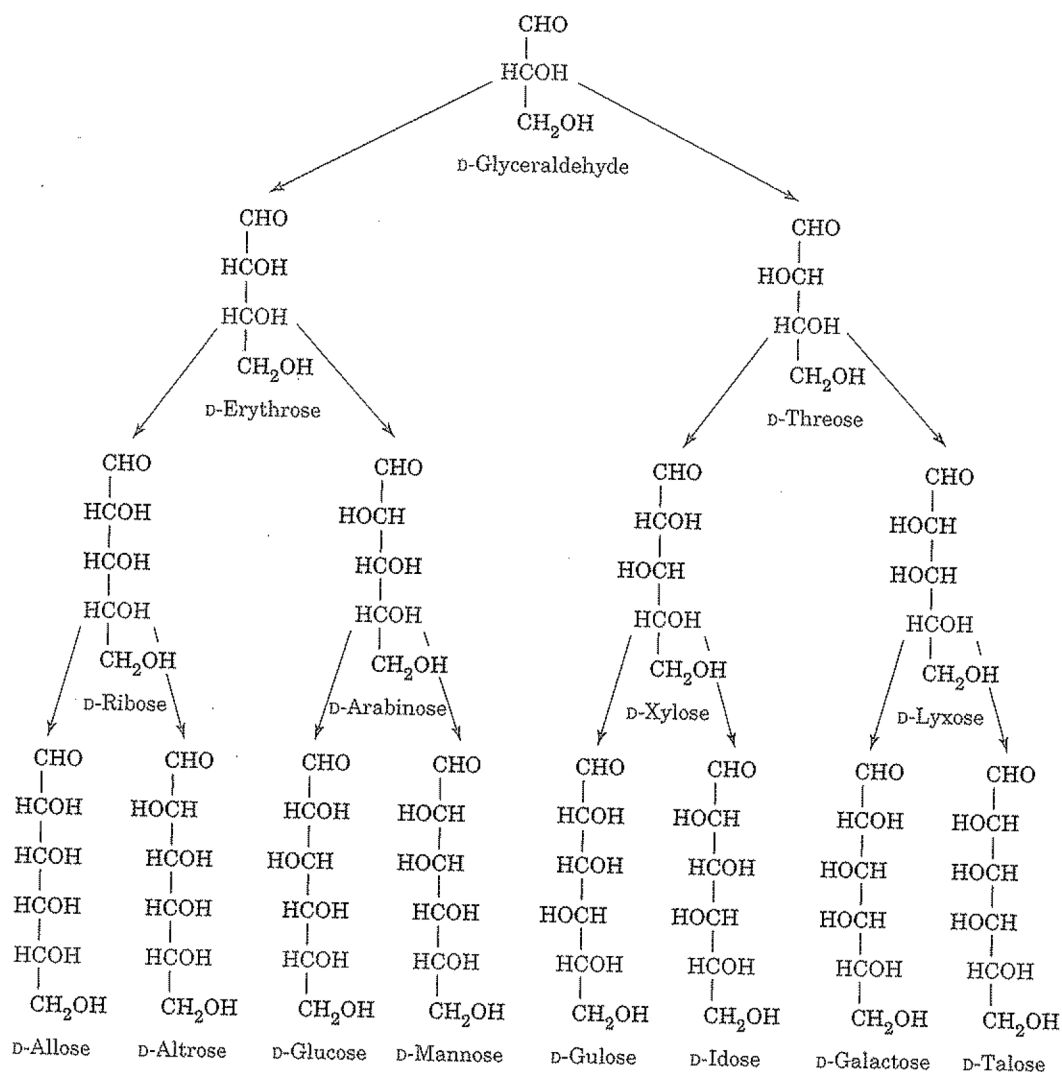 CHO
HCOH
CH₂OH
D-Glyceraldehyde
CHO
HCOH
HCOH
CH₂OH
D-Erythrose
CHO
HOCH
HCOH
CH₂OH
D-Threose
CHO
HCOH
HCOH
HCOH
CH₂OH
D-Ribose
CHO
HOCH
HCOH
HCOH
CH₂OH
D-Arabinose
CHO
HCOH
HOCH
HCOH
CH₂OH
D-Xylose
CHO
HOCH
HOCH
HCOH
CH₂OH
D-Lyxose
CHO
HCOH
HCOH
HCOH
HCOH
CH₂OH
D-Allose
CHO
HOCH
HCOH
HCOH
HCOH
CH₂OH
D-Altrose
CHO
HCOH
HOCH
HCOH
HCOH
CH₂OH
D-Glucose
CHO
HOCH
HOCH
HCOH
HCOH
CH₂OH
D-Mannose
CHO
HCOH
HCOH
HOCH
HCOH
CH₂OH
D-Gulose
CHO
HOCH
HCOH
HOCH
HCOH
CH₂OH
D-Idose
CHO
HCOH
HOCH
HOCH
HCOH
CH₂OH
D-Galactose
CHO
HOCH
HOCH
HOCH
HCOH
CH₂OH
D-Talose